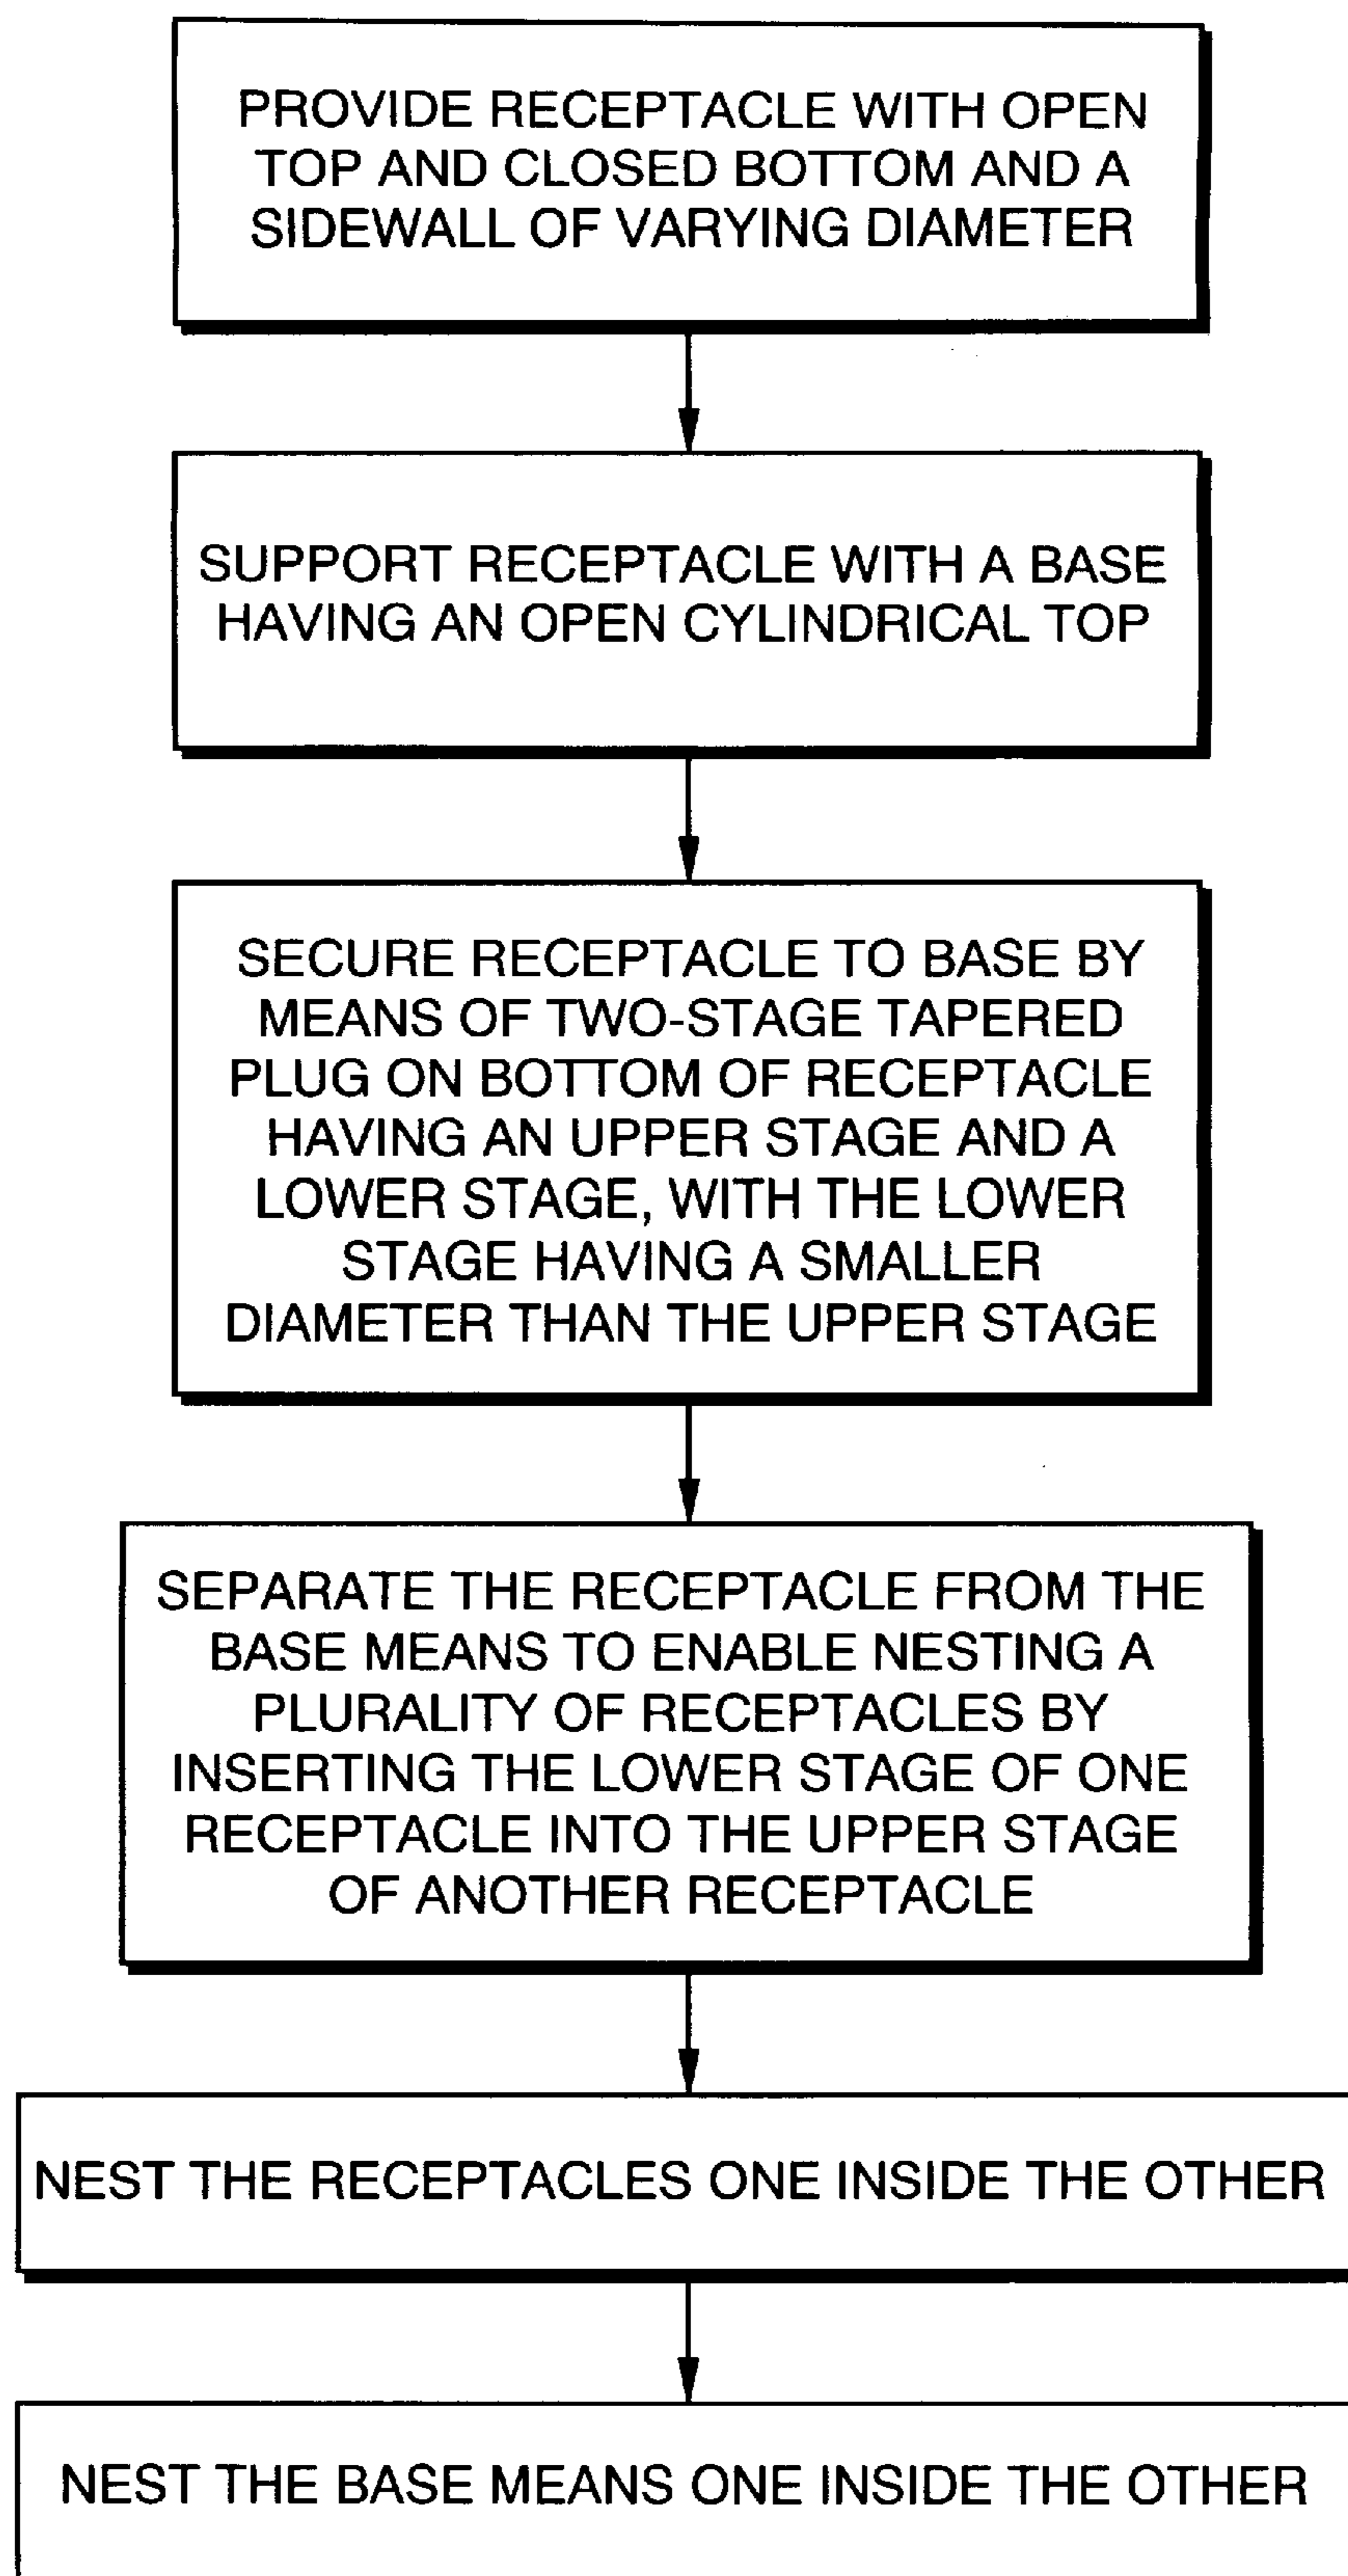 PROVIDE RECEPTACLE WITH OPEN
TOP AND CLOSED BOTTOM AND A
SIDEWALL OF VARYING DIAMETER
SUPPORT RECEPTACLE WITH A BASE
HAVING AN OPEN CYLINDRICAL TOP
SECURE RECEPTACLE TO BASE BY
MEANS OF TWO-STAGE TAPERED
PLUG ON BOTTOM OF RECEPTACLE
HAVING AN UPPER STAGE AND A
LOWER STAGE, WITH THE LOWER
STAGE HAVING A SMALLER
DIAMETER THAN THE UPPER STAGE
SEPARATE THE RECEPTACLE FROM THE
BASE MEANS TO ENABLE NESTING A
PLURALITY OF RECEPTACLES BY
INSERTING THE LOWER STAGE OF ONE
RECEPTACLE INTO THE UPPER STAGE
OF ANOTHER RECEPTACLE
NEST THE RECEPTACLES ONE INSIDE THE OTHER
NEST THE BASE MEANS ONE INSIDE THE OTHER